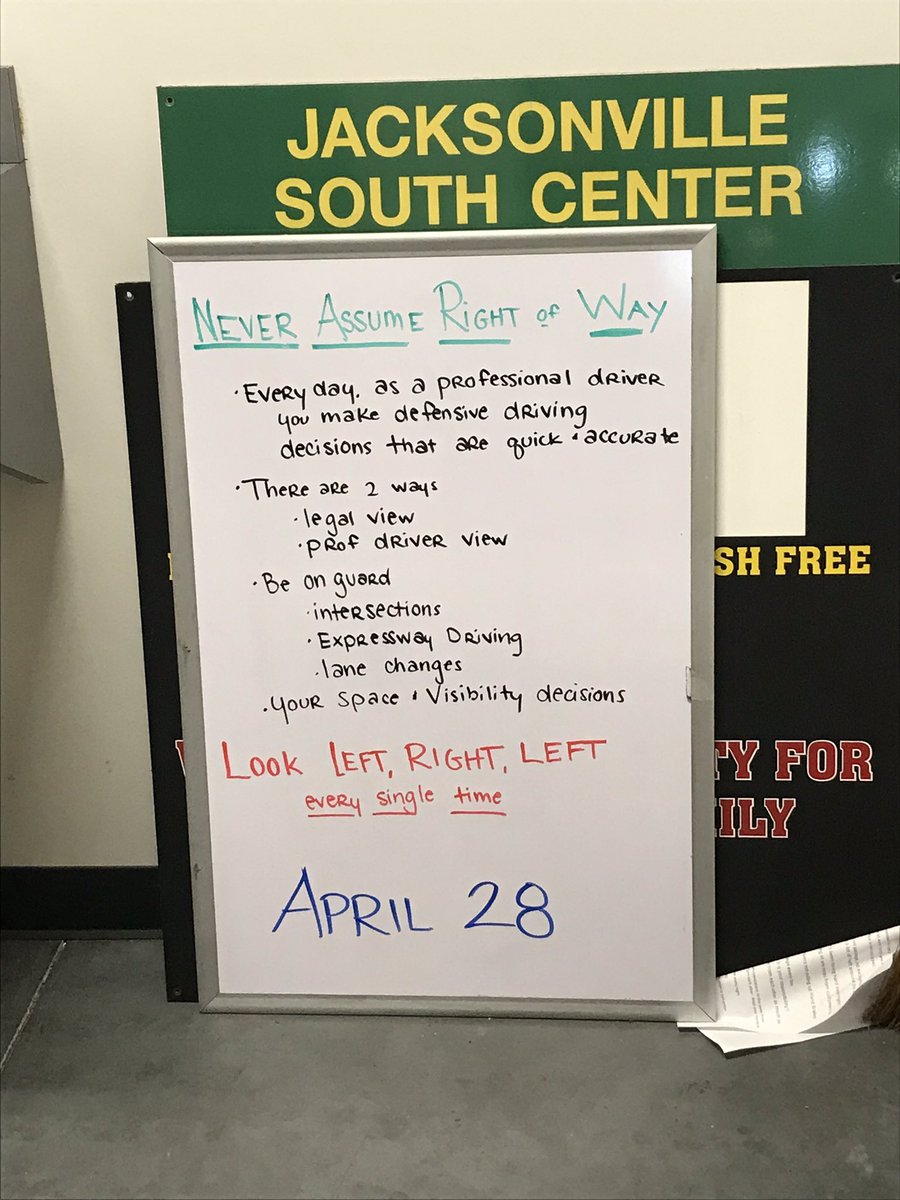 JACKSONVILLE
SOUTH CENTER
NEVER ASSUME RIGHT of WAY
· Every day, as a professional driver
you make defensive driving
decisions that are quick & accurate
· There are 2 ways
· legal view
· prof driver view
· Be on guard
· intersections
· Expressway Driving
· lane changes
· your space & Visibility decisions
Look LEFT, RIGHT, LEFT
every single time
APRIL 28
SH FREE
TY FOR
ILY